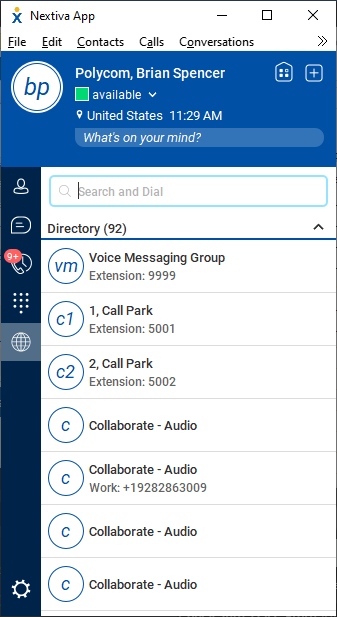 Nextiva App
File Edit Contacts Calls Conversations
bp
Polycom, Brian Spencer
available
United States 11:29 AM
What's on your mind?
Search and Dial
9+
Directory (92)
vm
Voice Messaging Group
Extension: 9999
c1
1, Call Park
Extension: 5001
c2
2, Call Park
Extension: 5002
c
Collaborate - Audio
c
Collaborate - Audio
Work: +19282863009
c
Collaborate - Audio
c
Collaborate - Audio